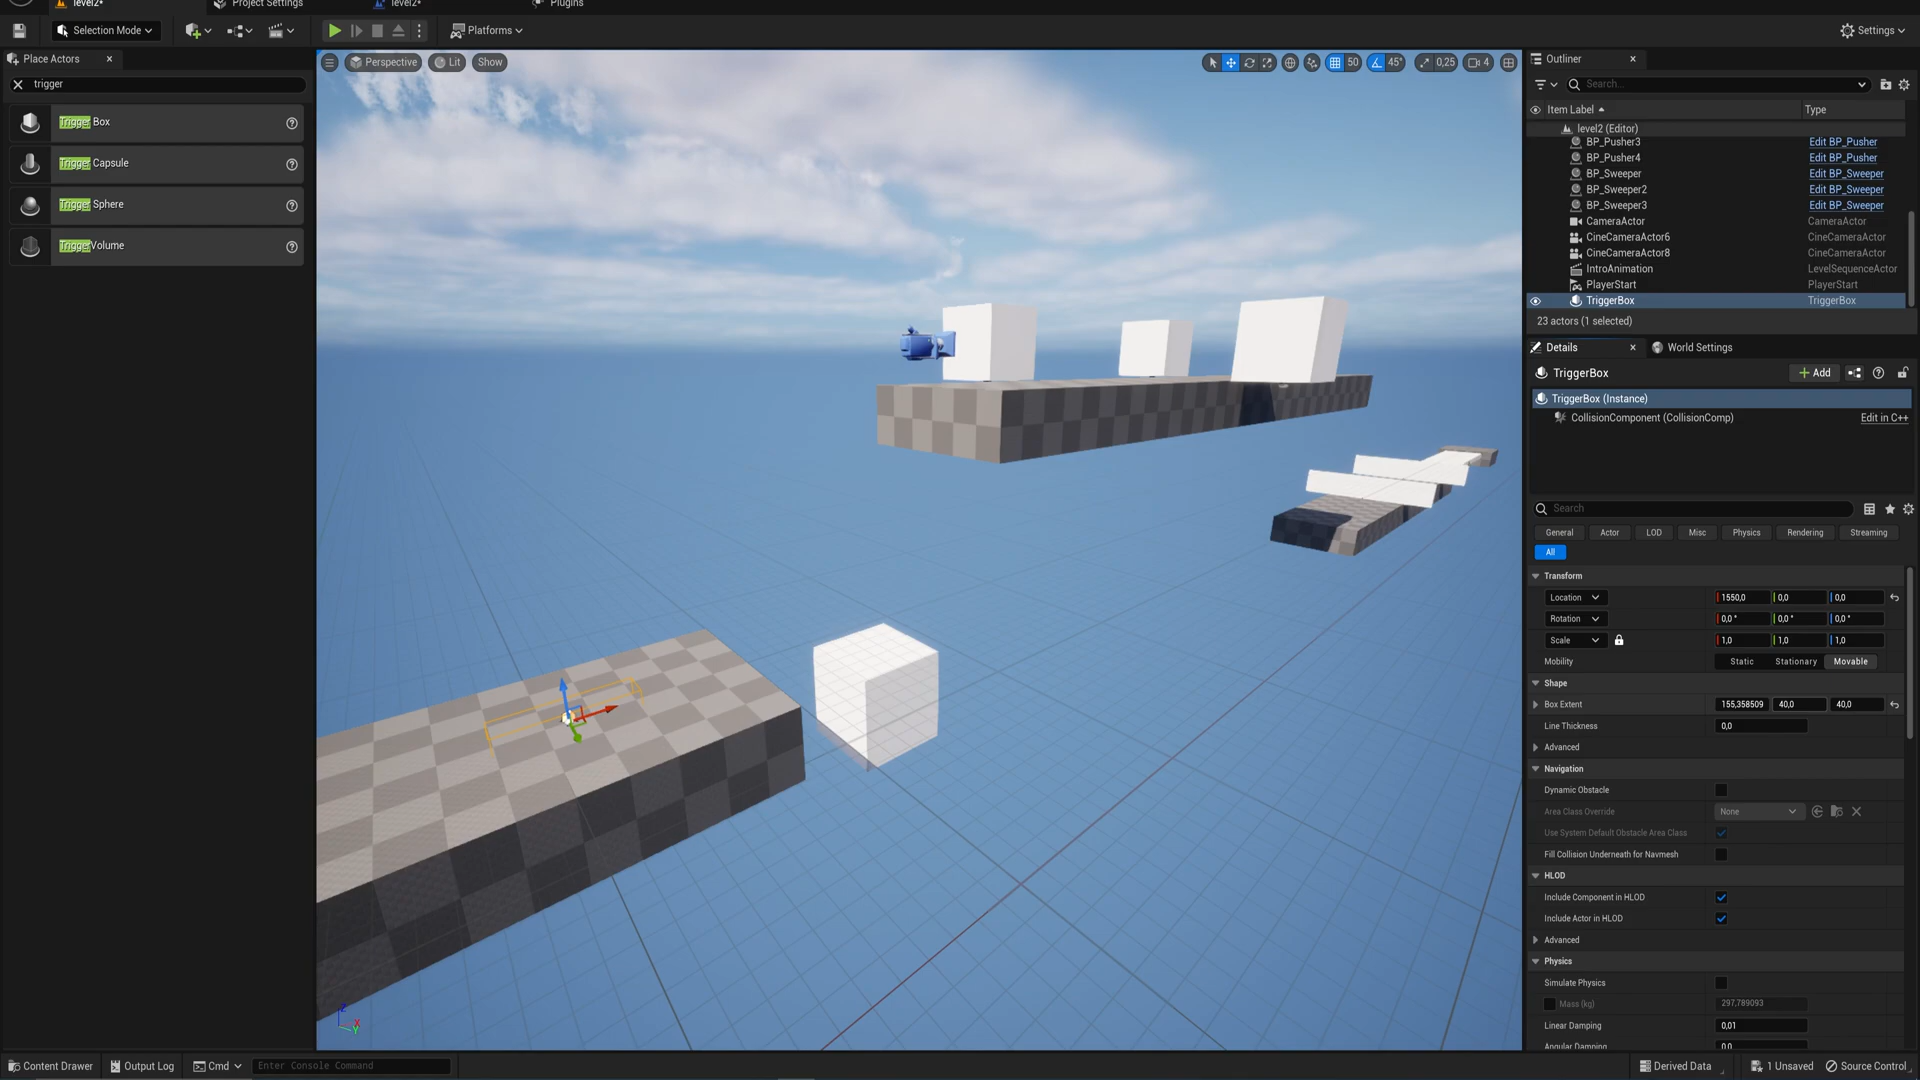 level2*
Project Settings
level2*
Plugins
Selection Mode
Platforms
Settings
Place Actors
trigger
Trigger Box
Trigger Capsule
Trigger Sphere
TriggerVolume
Perspective
Lit
Show
50
45°
0,25
4
Outliner
Search...
Item Label
Type
level2 (Editor)
BP_Pusher3 Edit BP_Pusher
BP_Pusher4 Edit BP_Pusher
BP_Sweeper Edit BP_Sweeper
BP_Sweeper2 Edit BP_Sweeper
BP_Sweeper3 Edit BP_Sweeper
CameraActor CameraActor
CineCameraActor6 CineCameraActor
CineCameraActor8 CineCameraActor
IntroAnimation LevelSequenceActor
PlayerStart PlayerStart
TriggerBox TriggerBox
23 actors (1 selected)
Details
World Settings
TriggerBox
+ Add
TriggerBox (Instance)
CollisionComponent (CollisionComp) Edit in C++
Search
General Actor LOD Misc Physics Rendering Streaming
All
Transform
Location 1550,0 0,0 0,0
Rotation 0,0 ° 0,0 ° 0,0 °
Scale 1,0 1,0 1,0
Mobility Static Stationary Movable
Shape
Box Extent 155,358509 40,0 40,0
Line Thickness 0,0
Advanced
Navigation
Dynamic Obstacle
Area Class Override None
Use System Default Obstacle Area Class
Fill Collision Underneath for Navmesh
HLOD
Include Component in HLOD
Include Actor in HLOD
Advanced
Physics
Simulate Physics
Mass (kg) 297,789093
Linear Damping 0,01
Angular Damping 0,0
Z
X
Y
Content Drawer
Output Log
Cmd
Enter Console Command
Derived Data
1 Unsaved
Source Control